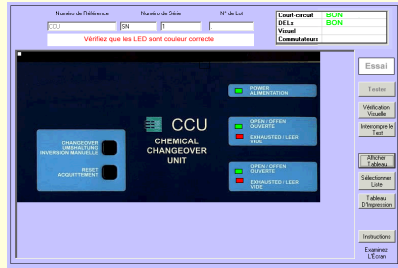 Numéro de Référence
Numéro de Série
N° de Lot
CCU
SN
1
Vérifiez que les LED sont couleur correcte
Court-circuit BON
DELs BON
Visuel
Commutateurs
Essai
Tester
Vérification
Visuelle
Interrompre le
Test
Afficher
Tableau
Sélectionner
Liste
Tableau
D'Impression
Instructions
Examinez
L'Écran
POWER
ALIMENTATION
CCU
CHEMICAL
CHANGEOVER
UNIT
OPEN / OFFEN
OUVERTE
EXHAUSTED / LEER
VIDE
CHANGEOVER
UMSHALTUNG
INVERSION MANUELLE
RESET
ACQUITTEMENT
OPEN / OFFEN
OUVERTE
EXHAUSTED / LEER
VIDE